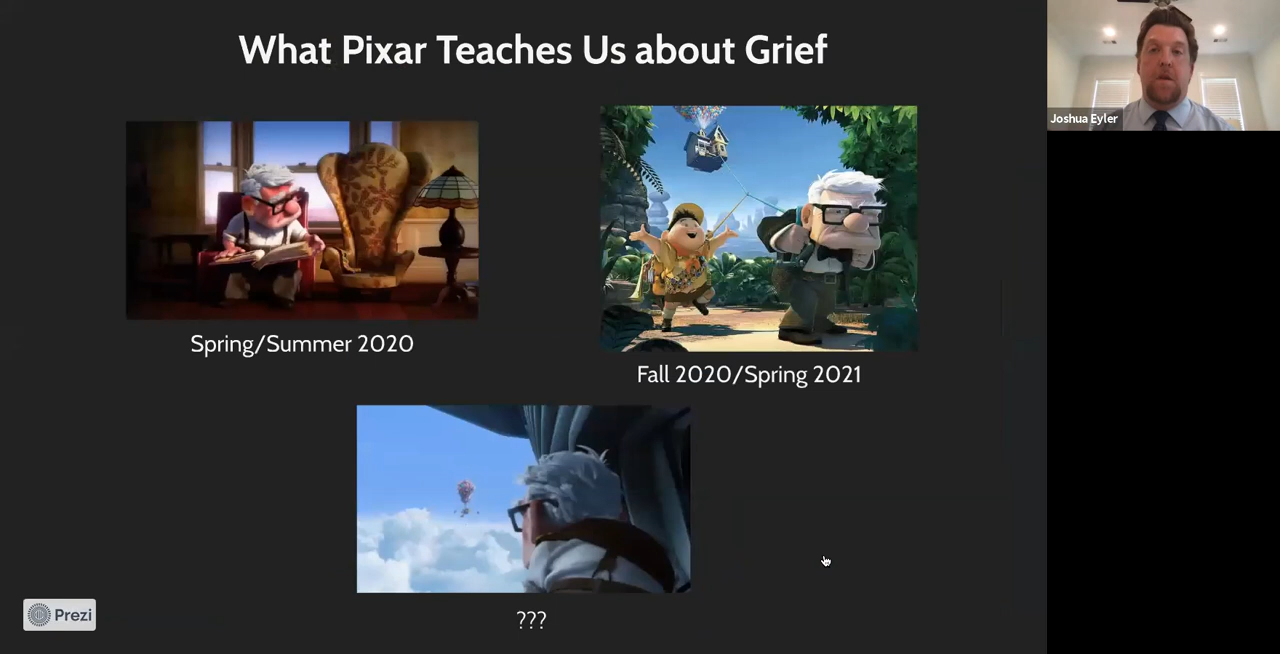 What Pixar Teaches Us about Grief
Joshua Eyler
Spring/Summer 2020
Fall 2020/Spring 2021
???
Prezi